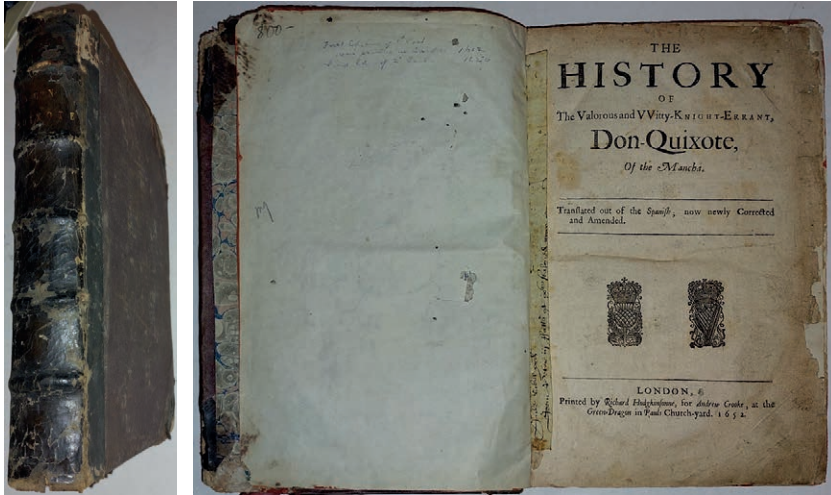 800-
THE
HISTORY
OF
The Valorous and VVitty-KNIGHT-ERRANT,
Don-Quixote,
Of the Mancha.
Translated out of the Spanish, now newly Corrected
and Amended.
LONDON,
Printed by Richard Hodgkinsonne, for Andrew Crooke, at the
Green-Dragon in Pauls Church-yard. 1652